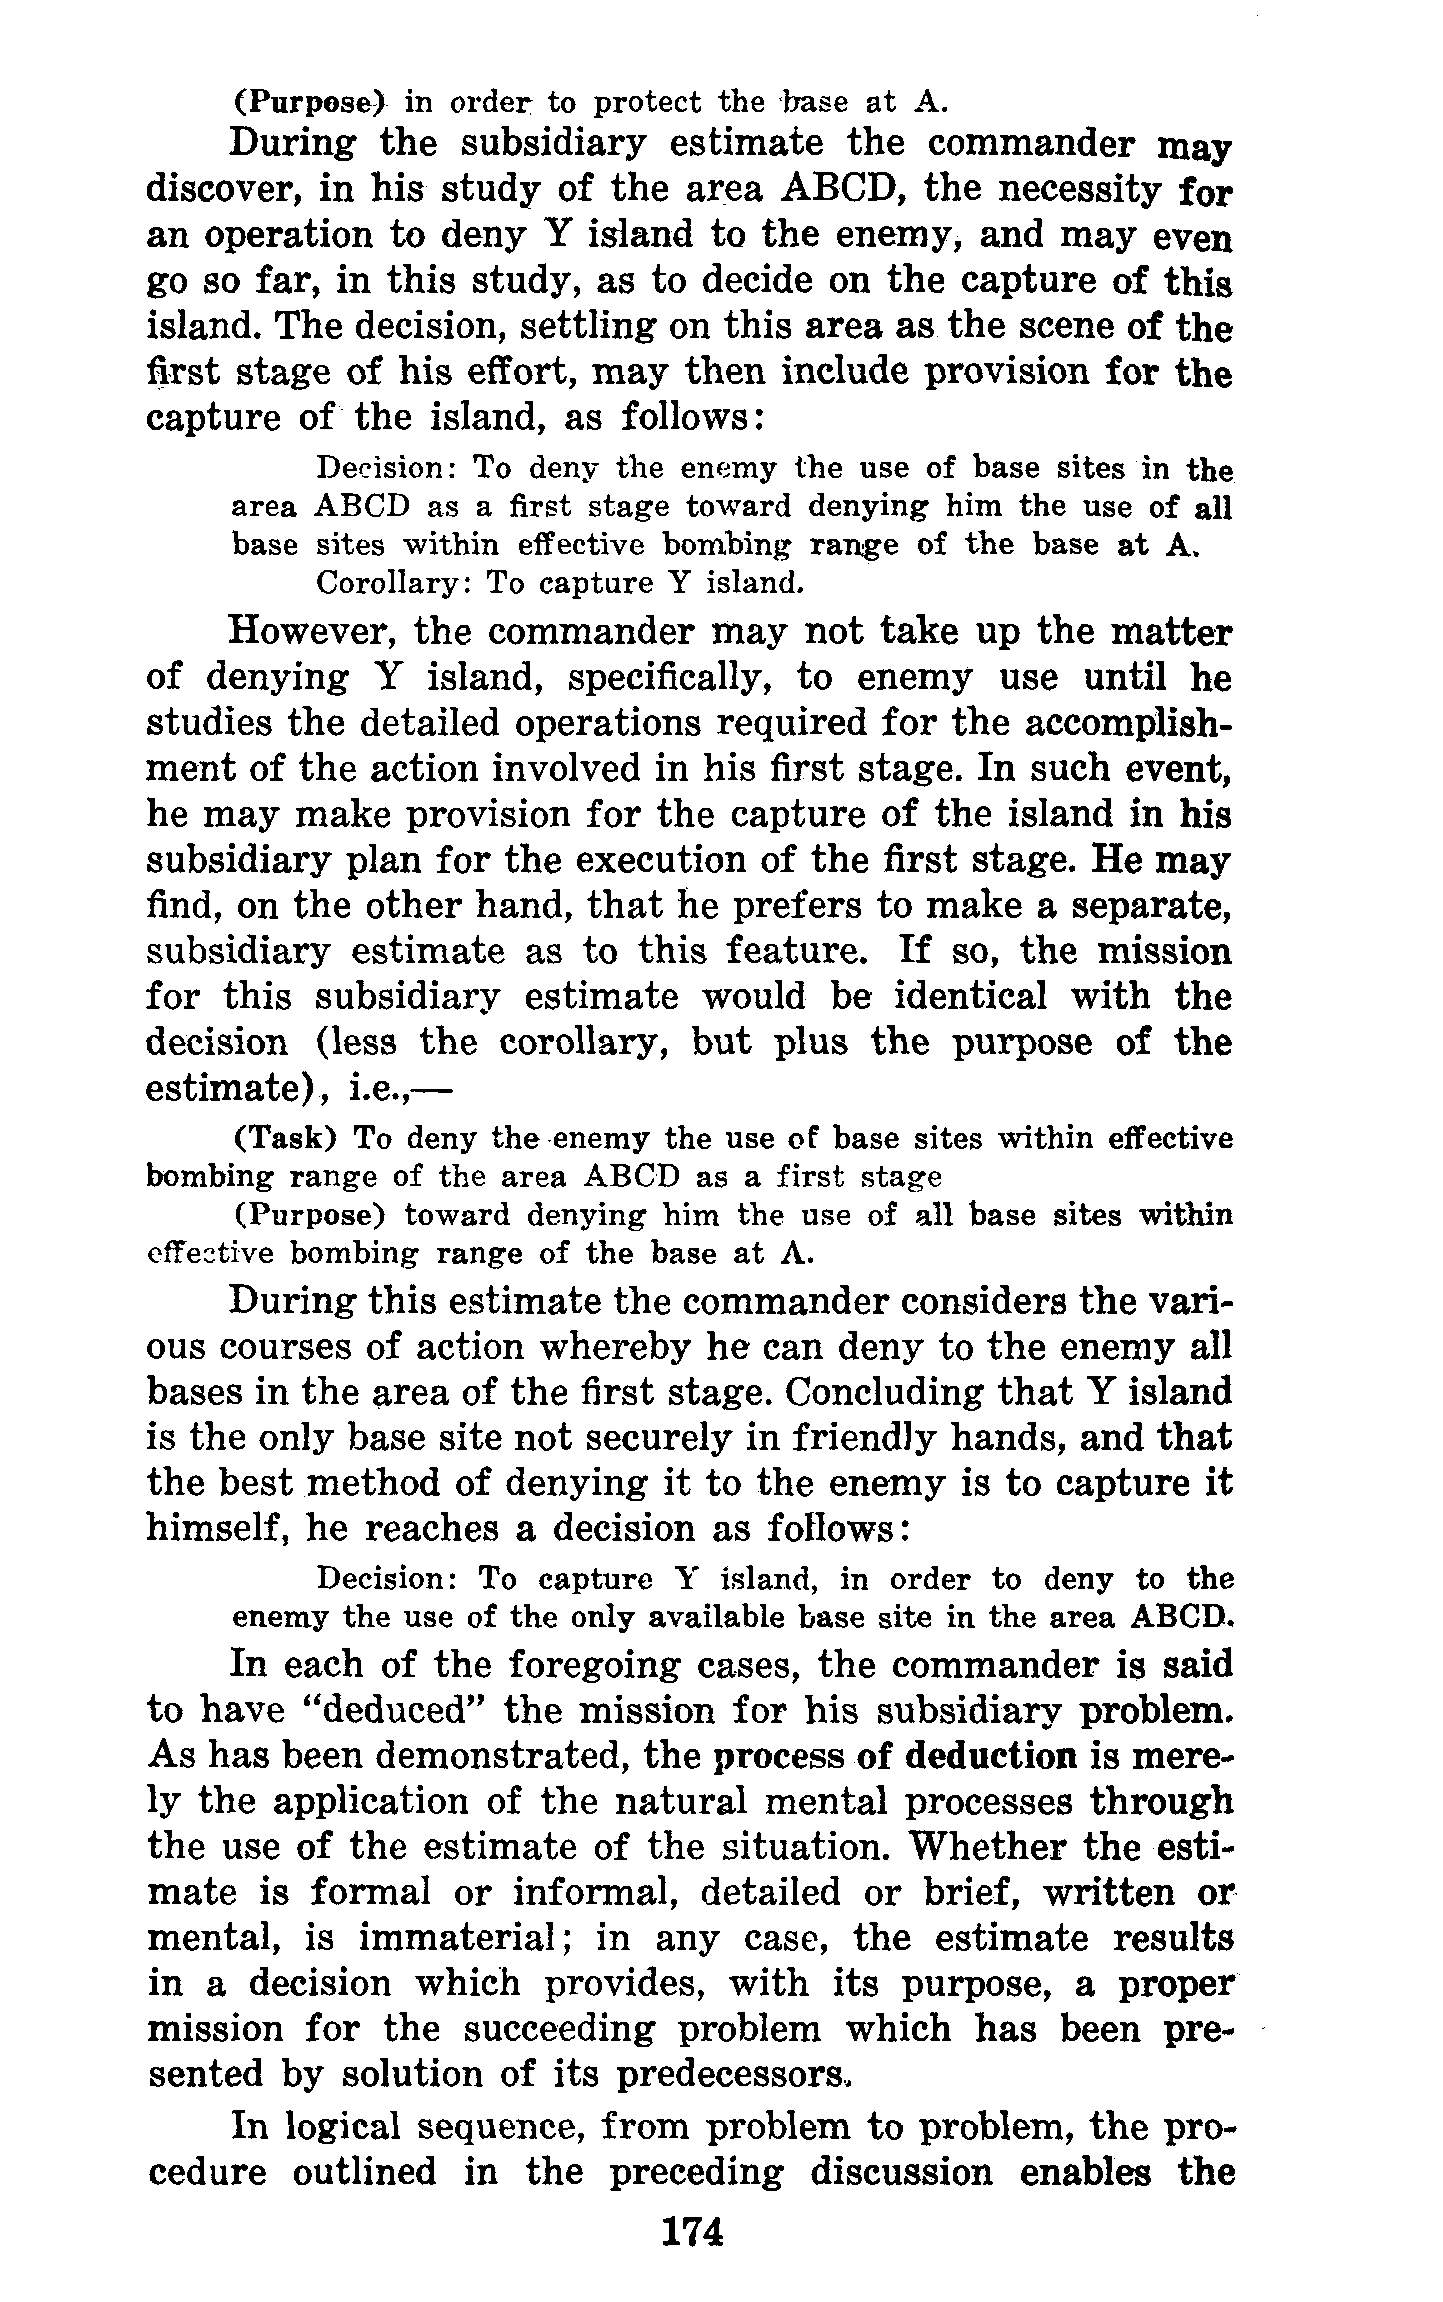 (Purpose) in order to protect the base at A.
During the subsidiary estimate the commander may
discover, in his study of the area ABCD, the necessity for
an operation to deny Y island to the enemy, and may even
go so far, in this study, as to decide on the capture of this
island. The decision, settling on this area as the scene of the
first stage of his effort, may then include provision for the
capture of the island, as follows:
Decision: To deny the enemy the use of base sites in the
area ABCD as a first stage toward denying him the use of all
base sites within effective bombing range of the base at A.
Corollary: To capture Y island.
However, the commander may not take up the matter
of denying Y island, specifically, to enemy use until he
studies the detailed operations required for the accomplish-
ment of the action involved in his first stage. In such event,
he may make provision for the capture of the island in his
subsidiary plan for the execution of the first stage. He may
find, on the other hand, that he prefers to make a separate,
subsidiary estimate as to this feature. If so, the mission
for this subsidiary estimate would be identical with the
decision (less the corollary, but plus the purpose of the
estimate), i.e.,—
(Task) To deny the enemy the use of base sites within effective
bombing range of the area ABCD as a first stage
(Purpose) toward denying him the use of all base sites within
effective bombing range of the base at A.
During this estimate the commander considers the vari-
ous courses of action whereby he can deny to the enemy all
bases in the area of the first stage. Concluding that Y island
is the only base site not securely in friendly hands, and that
the best method of denying it to the enemy is to capture it
himself, he reaches a decision as follows:
Decision: To capture Y island, in order to deny to the
enemy the use of the only available base site in the area ABCD.
In each of the foregoing cases, the commander is said
to have “deduced” the mission for his subsidiary problem.
As has been demonstrated, the process of deduction is mere-
ly the application of the natural mental processes through
the use of the estimate of the situation. Whether the esti-
mate is formal or informal, detailed or brief, written or
mental, is immaterial; in any case, the estimate results
in a decision which provides, with its purpose, a proper
mission for the succeeding problem which has been pre-
sented by solution of its predecessors.
In logical sequence, from problem to problem, the pro-
cedure outlined in the preceding discussion enables the
174